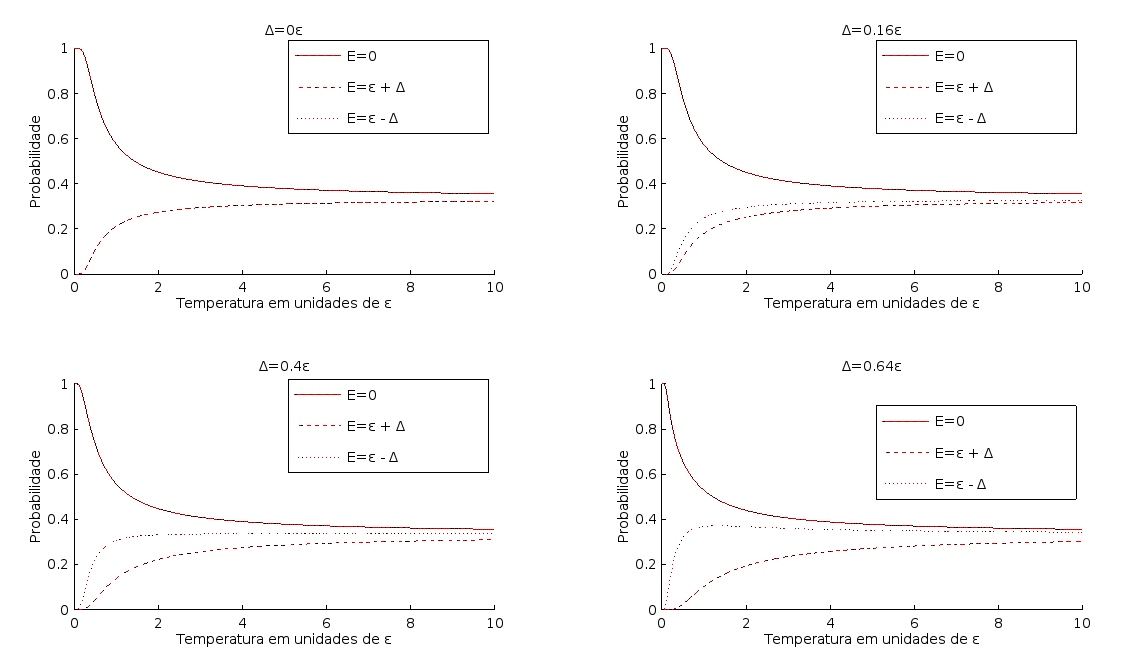 Δ=0ε
E=0
E=ε + Δ
E=ε - Δ
Probabilidade
1
0.8
0.6
0.4
0.2
0
0 2 4 6 8 10
Temperatura em unidades de ε
Δ=0.16ε
E=0
E=ε + Δ
E=ε - Δ
Probabilidade
1
0.8
0.6
0.4
0.2
0
0 2 4 6 8 10
Temperatura em unidades de ε
Δ=0.4ε
E=0
E=ε + Δ
E=ε - Δ
Probabilidade
1
0.8
0.6
0.4
0.2
0
0 2 4 6 8 10
Temperatura em unidades de ε
Δ=0.64ε
E=0
E=ε + Δ
E=ε - Δ
Probabilidade
1
0.8
0.6
0.4
0.2
0
0 2 4 6 8 10
Temperatura em unidades de ε